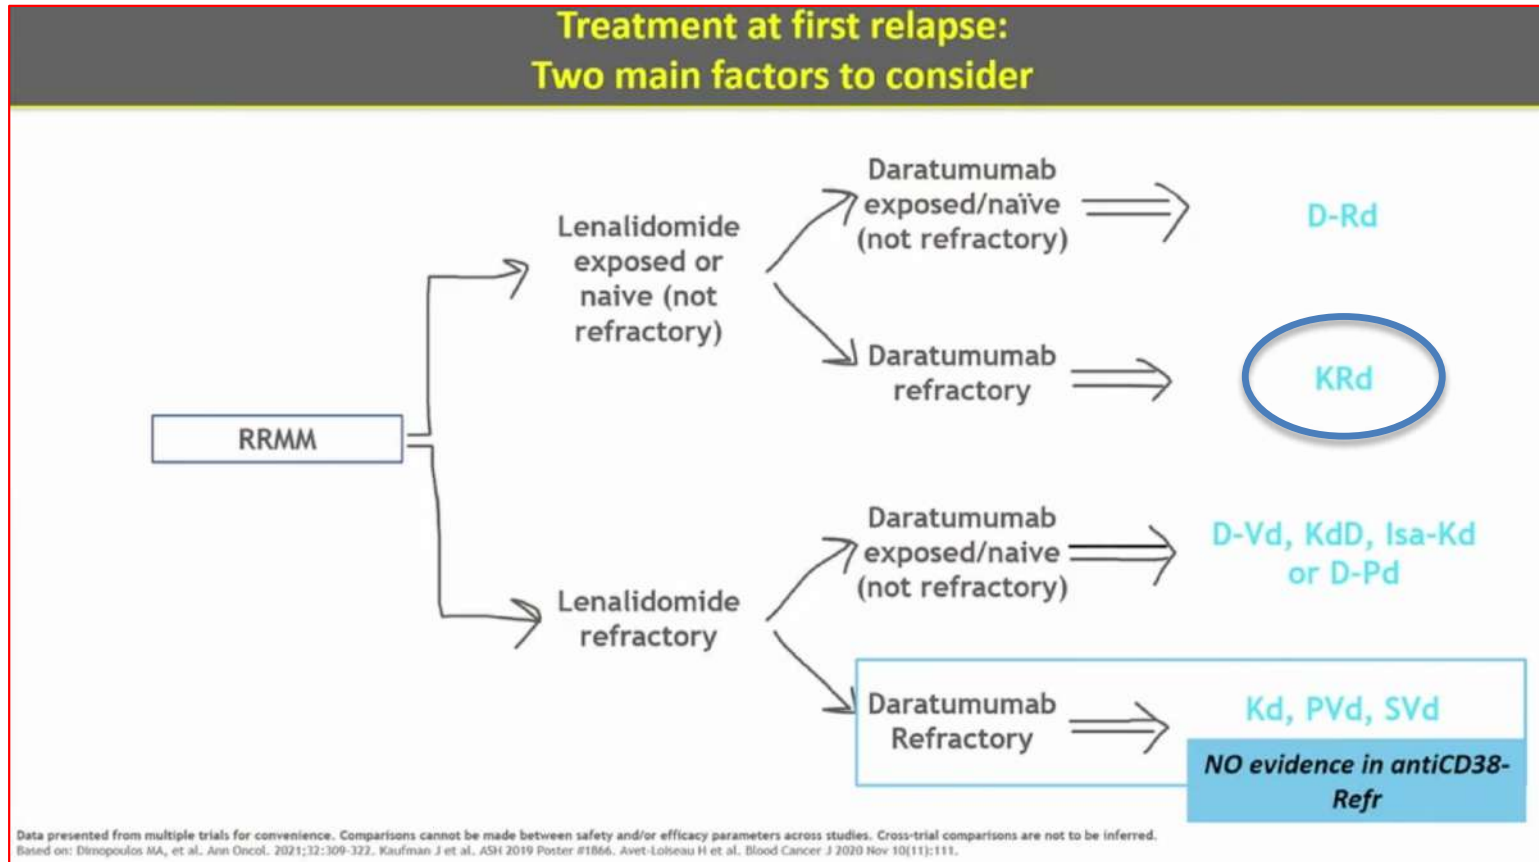 Treatment at first relapse:
Two main factors to consider
Daratumumab
exposed/naïve
(not refractory)
D-Rd
Lenalidomide
exposed or
naive (not
refractory)
Daratumumab
refractory
KRd
RRMM
Daratumumab
exposed/naive
(not refractory)
D-Vd, KdD, Isa-Kd
or D-Pd
Lenalidomide
refractory
Daratumumab
Refractory
Kd, PVd, SVd
NO evidence in antiCD38-
Refr
Data presented from multiple trials for convenience. Comparisons cannot be made between safety and/or efficacy parameters across studies. Cross-trial comparisons are not to be inferred.
Based on: Dimopoulos MA, et al. Ann Oncol. 2021;32:309-322. Kaufman J et al. ASH 2019 Poster #1866. Avet-Loiseau H et al. Blood Cancer J 2020 Nov 10(11):111.